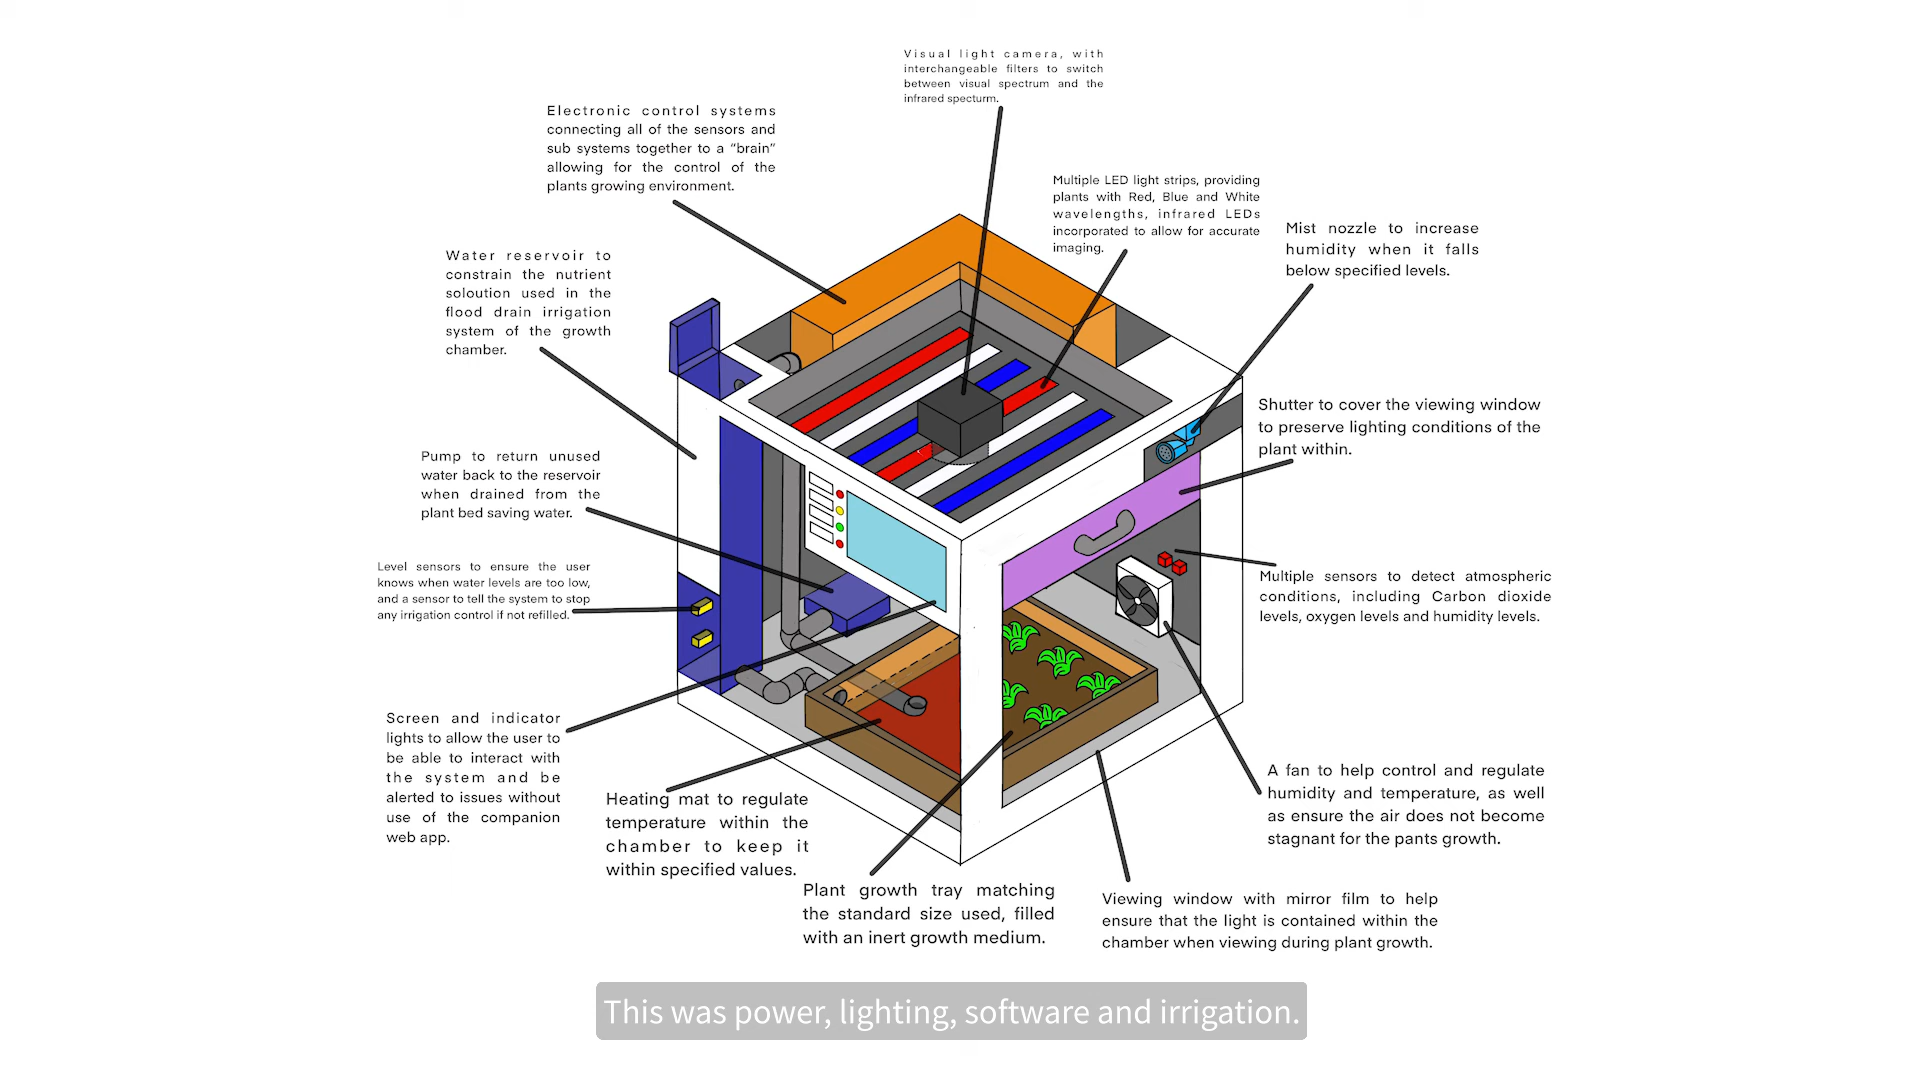 Visual light camera, with
interchangeable filters to switch
between visual spectrum and the
infrared specturm.
Electronic control systems
connecting all of the sensors and
sub systems together to a “brain”
allowing for the control of the
plants growing environment.
Multiple LED light strips, providing
plants with Red, Blue and White
wavelengths, infrared LEDs
incorporated to allow for accurate
imaging.
Mist nozzle to increase
humidity when it falls
below specified levels.
Water reservoir to
constrain the nutrient
soloution used in the
flood drain irrigation
system of the growth
chamber.
Shutter to cover the viewing window
to preserve lighting conditions of the
plant within.
Pump to return unused
water back to the reservoir
when drained from the
plant bed saving water.
Level sensors to ensure the user
knows when water levels are too low,
and a sensor to tell the system to stop
any irrigation control if not refilled.
Multiple sensors to detect atmospheric
conditions, including Carbon dioxide
levels, oxygen levels and humidity levels.
Screen and indicator
lights to allow the user to
be able to interact with
the system and be
alerted to issues without
use of the companion
web app.
Heating mat to regulate
temperature within the
chamber to keep it
within specified values.
A fan to help control and regulate
humidity and temperature, as well
as ensure the air does not become
stagnant for the pants growth.
Plant growth tray matching
the standard size used, filled
with an inert growth medium.
Viewing window with mirror film to help
ensure that the light is contained within the
chamber when viewing during plant growth.
This was power, lighting, software and irrigation.